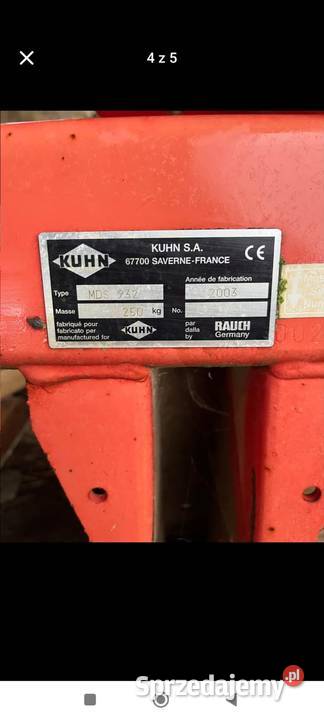 4 z 5
KUHN S.A.
67700 SAVERNE-FRANCE
CE
KUHN
Type MDS 932
Année de fabrication
2003
Masse 250 kg
No.
fabriqué pour
fabricato per
manufactured for
KUHN
par
dalla
by
RAUCH
Germany
Sprzedajemy.pl